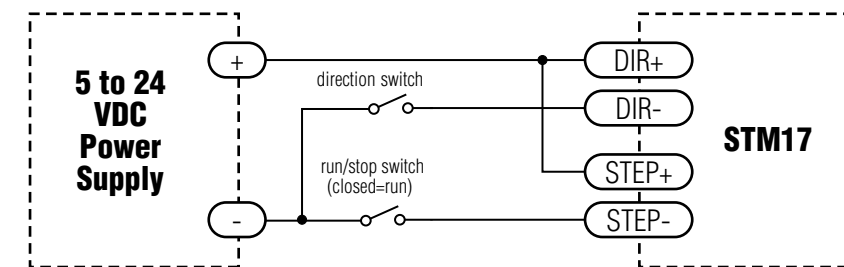 5 to 24
VDC
Power
Supply
+
-
direction switch
run/stop switch
(closed=run)
DIR+
DIR-
STEP+
STEP-
STM17